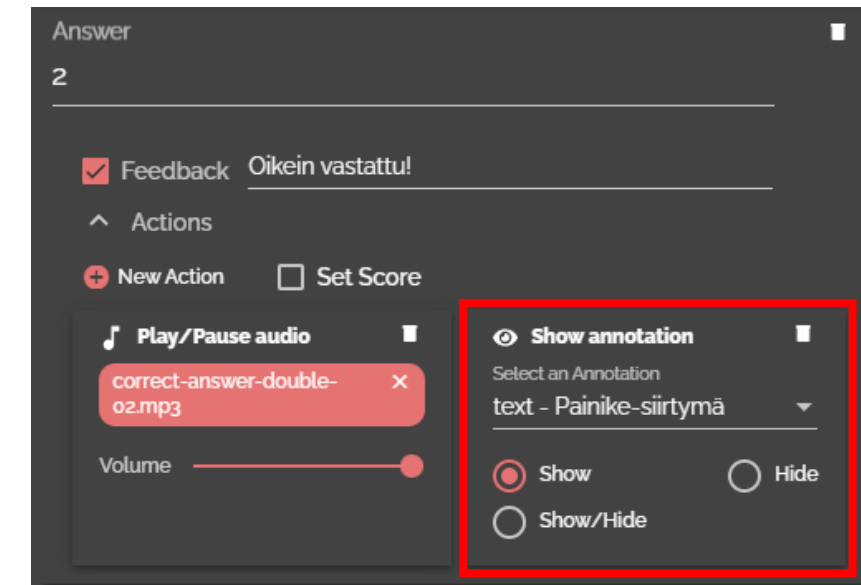 Answer
2
Feedback Oikein vastattu!
Actions
New Action Set Score
Play/Pause audio
correct-answer-double-
02.mp3
Volume
Show annotation
Select an Annotation
text - Painike-siirtymä
Show Hide
Show/Hide